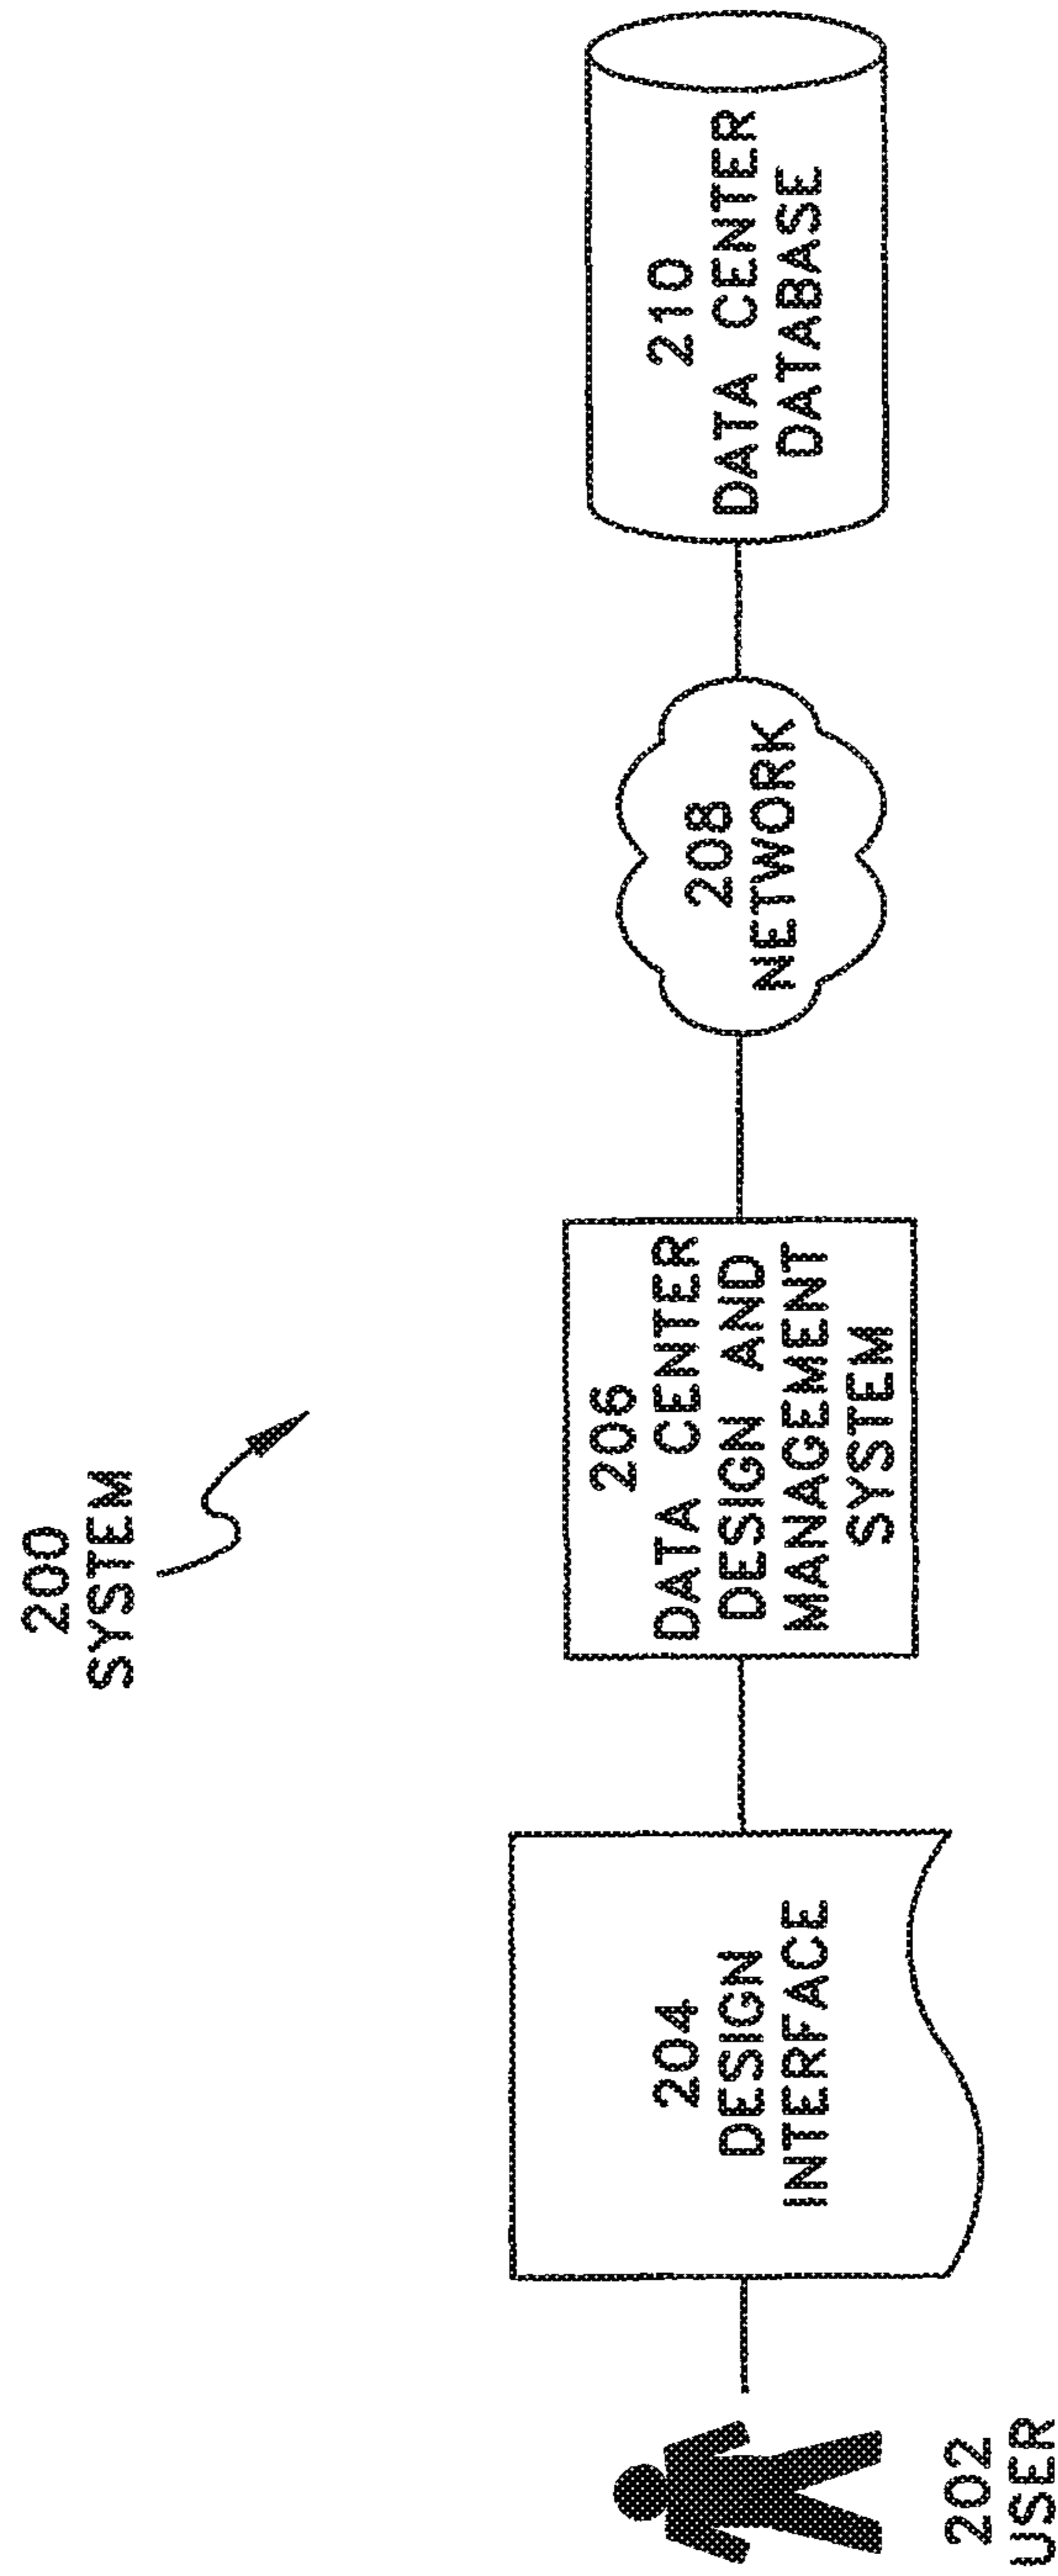 200
SYSTEM
202
USER
204
DESIGN
INTERFACE
206
DATA CENTER
DESIGN AND
MANAGEMENT
SYSTEM
208
NETWORK
210
DATA CENTER
DATABASE